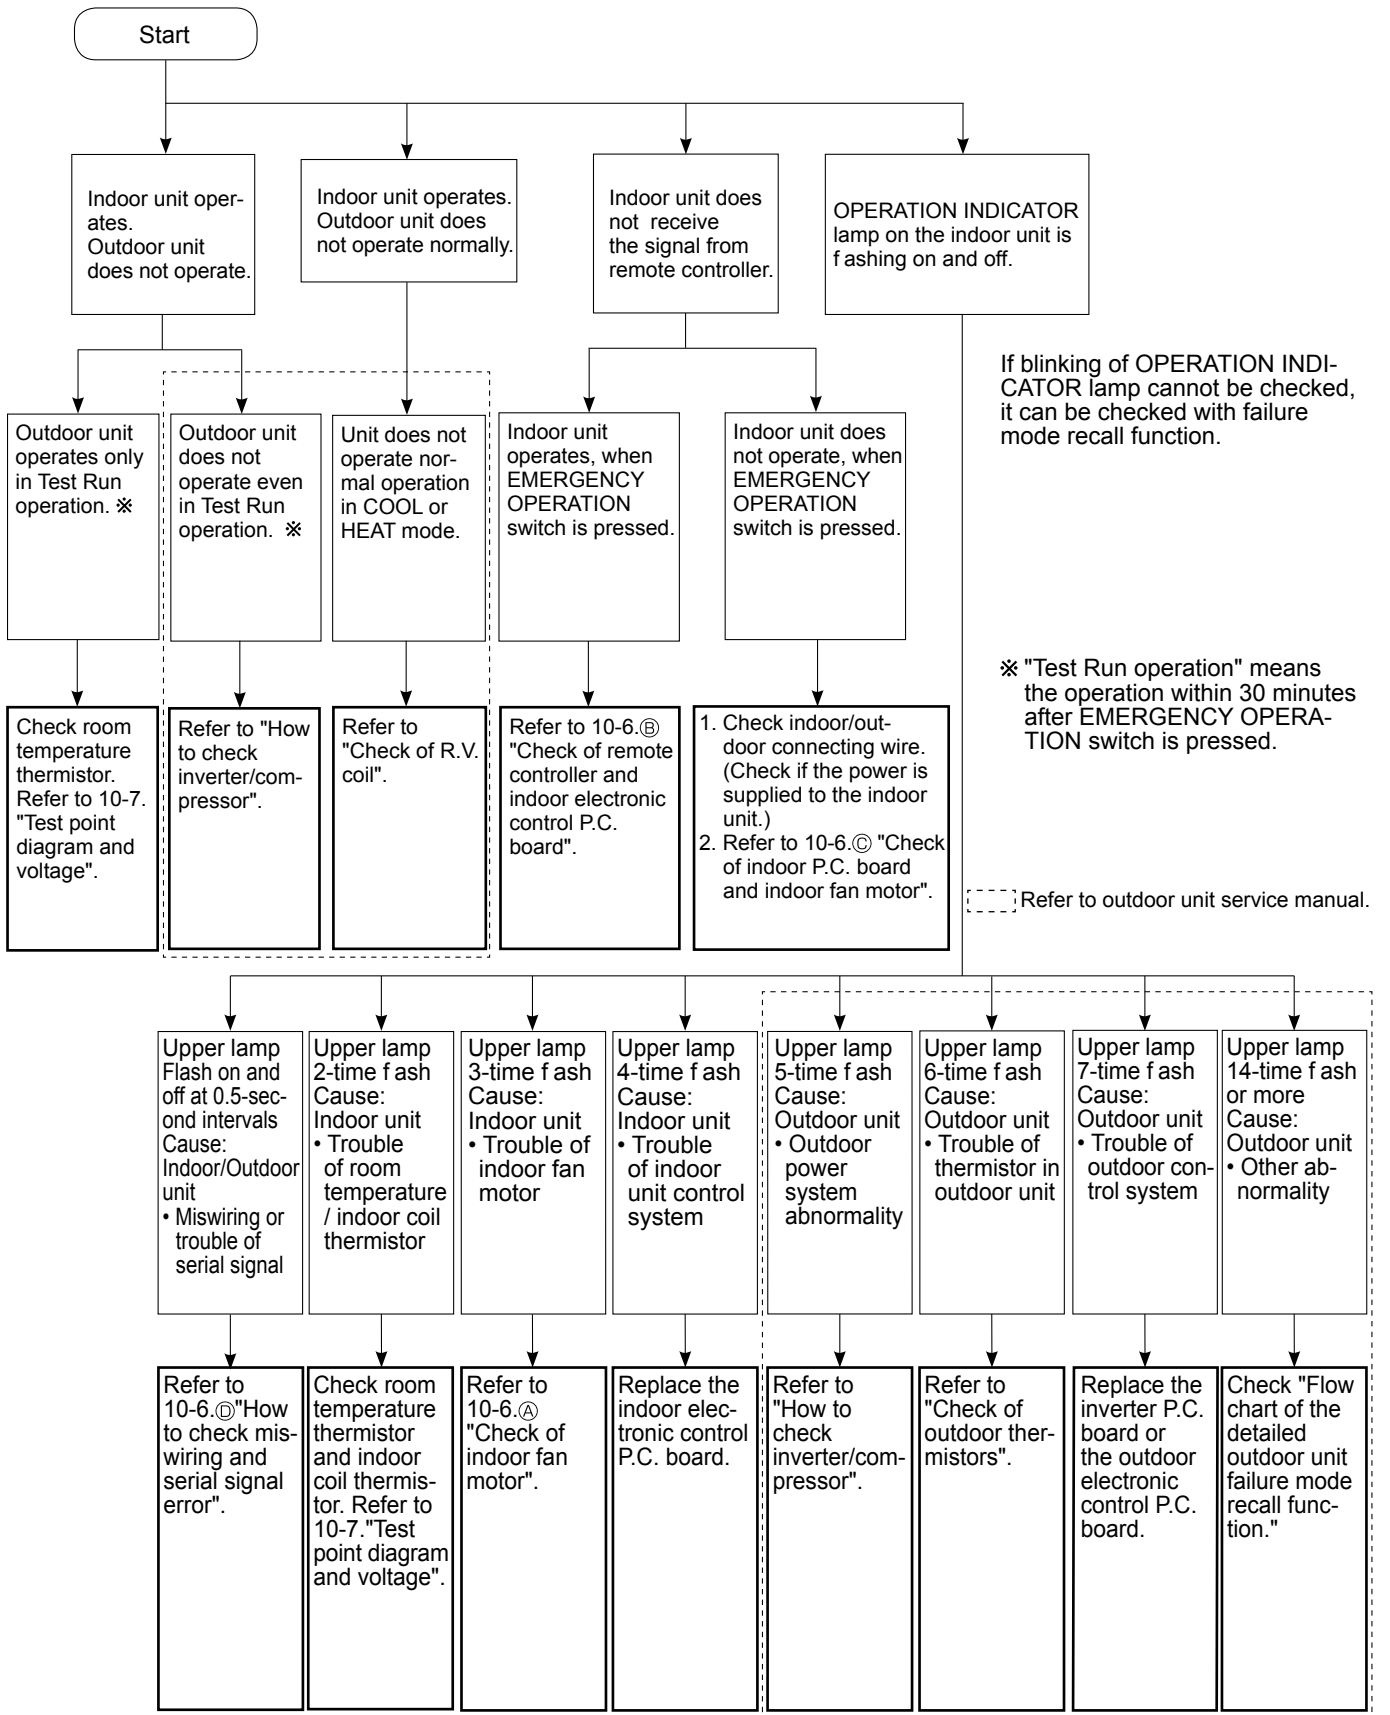 Start
Indoor unit oper-
ates.
Outdoor unit
does not operate.
Indoor unit operates.
Outdoor unit does
not operate normally.
Indoor unit does
not receive
the signal from
remote controller.
OPERATION INDICATOR
lamp on the indoor unit is
f ashing on and off.
If blinking of OPERATION INDI-
CATOR lamp cannot be checked,
it can be checked with failure
mode recall function.
Outdoor unit
operates only
in Test Run
operation. ※
Outdoor unit
does not
operate even
in Test Run
operation. ※
Unit does not
operate nor-
mal operation
in COOL or
HEAT mode.
Indoor unit
operates, when
EMERGENCY
OPERATION
switch is pressed.
Indoor unit does
not operate, when
EMERGENCY
OPERATION
switch is pressed.
※ "Test Run operation" means
the operation within 30 minutes
after EMERGENCY OPERA-
TION switch is pressed.
Check room
temperature
thermistor.
Refer to 10-7.
"Test point
diagram and
voltage".
Refer to "How
to check
inverter/com-
pressor".
Refer to
"Check of R.V.
coil".
Refer to 10-6.Ⓑ
"Check of remote
controller and
indoor electronic
control P.C.
board".
1. Check indoor/out-
door connecting wire.
(Check if the power is
supplied to the indoor
unit.)
2. Refer to 10-6.Ⓒ "Check
of indoor P.C. board
and indoor fan motor".
Refer to outdoor unit service manual.
Upper lamp
Flash on and
off at 0.5-sec-
ond intervals
Cause:
Indoor/Outdoor
unit
• Miswiring or
trouble of
serial signal
Upper lamp
2-time f ash
Cause:
Indoor unit
• Trouble
of room
temperature
/ indoor coil
thermistor
Upper lamp
3-time f ash
Cause:
Indoor unit
• Trouble of
indoor fan
motor
Upper lamp
4-time f ash
Cause:
Indoor unit
• Trouble
of indoor
unit control
system
Upper lamp
5-time f ash
Cause:
Outdoor unit
• Outdoor
power
system
abnormality
Upper lamp
6-time f ash
Cause:
Outdoor unit
• Trouble of
thermistor in
outdoor unit
Upper lamp
7-time f ash
Cause:
Outdoor unit
• Trouble of
outdoor con-
trol system
Upper lamp
14-time f ash
or more
Cause:
Outdoor unit
• Other ab-
normality
Refer to
10-6.Ⓓ"How
to check mis-
wiring and
serial signal
error".
Check room
temperature
thermistor
and indoor
coil thermis-
tor. Refer to
10-7."Test
point diagram
and voltage".
Refer to
10-6.Ⓐ
"Check of
indoor fan
motor".
Replace the
indoor elec-
tronic control
P.C. board.
Refer to
"How to
check
inverter/com-
pressor".
Refer to
"Check of
outdoor ther-
mistors".
Replace the
inverter P.C.
board or
the outdoor
electronic
control P.C.
board.
Check "Flow
chart of the
detailed
outdoor unit
failure mode
recall func-
tion."